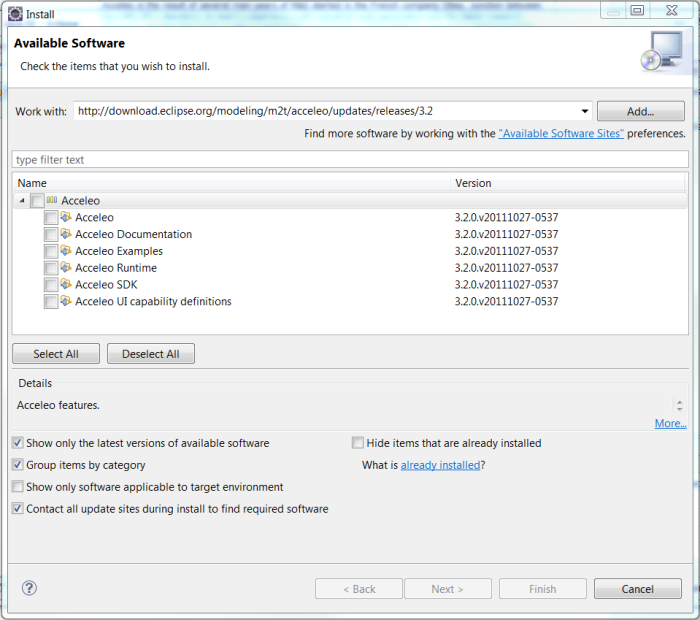 Install
Available Software
Check the items that you wish to install.
Work with: http://download.eclipse.org/modeling/m2t/acceleo/updates/releases/3.2 Add...
Find more software by working with the "Available Software Sites" preferences.
type filter text
Name Version
Acceleo
Acceleo 3.2.0.v20111027-0537
Acceleo Documentation 3.2.0.v20111027-0537
Acceleo Examples 3.2.0.v20111027-0537
Acceleo Runtime 3.2.0.v20111027-0537
Acceleo SDK 3.2.0.v20111027-0537
Acceleo UI capability definitions 3.2.0.v20111027-0537
Select All Deselect All
Details
Acceleo features.
More...
Show only the latest versions of available software Hide items that are already installed
Group items by category What is already installed?
Show only software applicable to target environment
Contact all update sites during install to find required software
? < Back Next > Finish Cancel